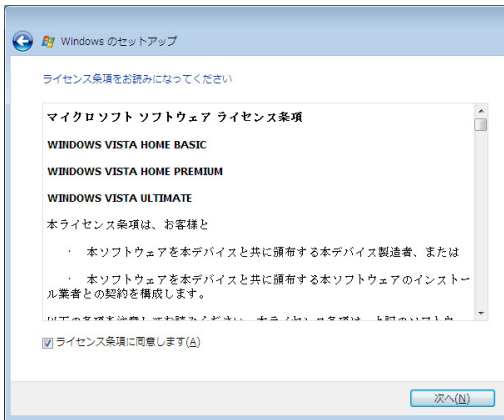 Windows のセットアップ
ライセンス条項をお読みになってください
マイクロソフト ソフトウェア ライセンス条項
WINDOWS VISTA HOME BASIC
WINDOWS VISTA HOME PREMIUM
WINDOWS VISTA ULTIMATE
本ライセンス条項は、お客様と
・ 本ソフトウェアを本デバイスと共に頒布する本デバイス製造者、または
・ 本ソフトウェアを本デバイスと共に頒布する本ソフトウェアのインストー
ル業者との契約を構成します。
ライセンス条項に同意します(A)
次へ(N)